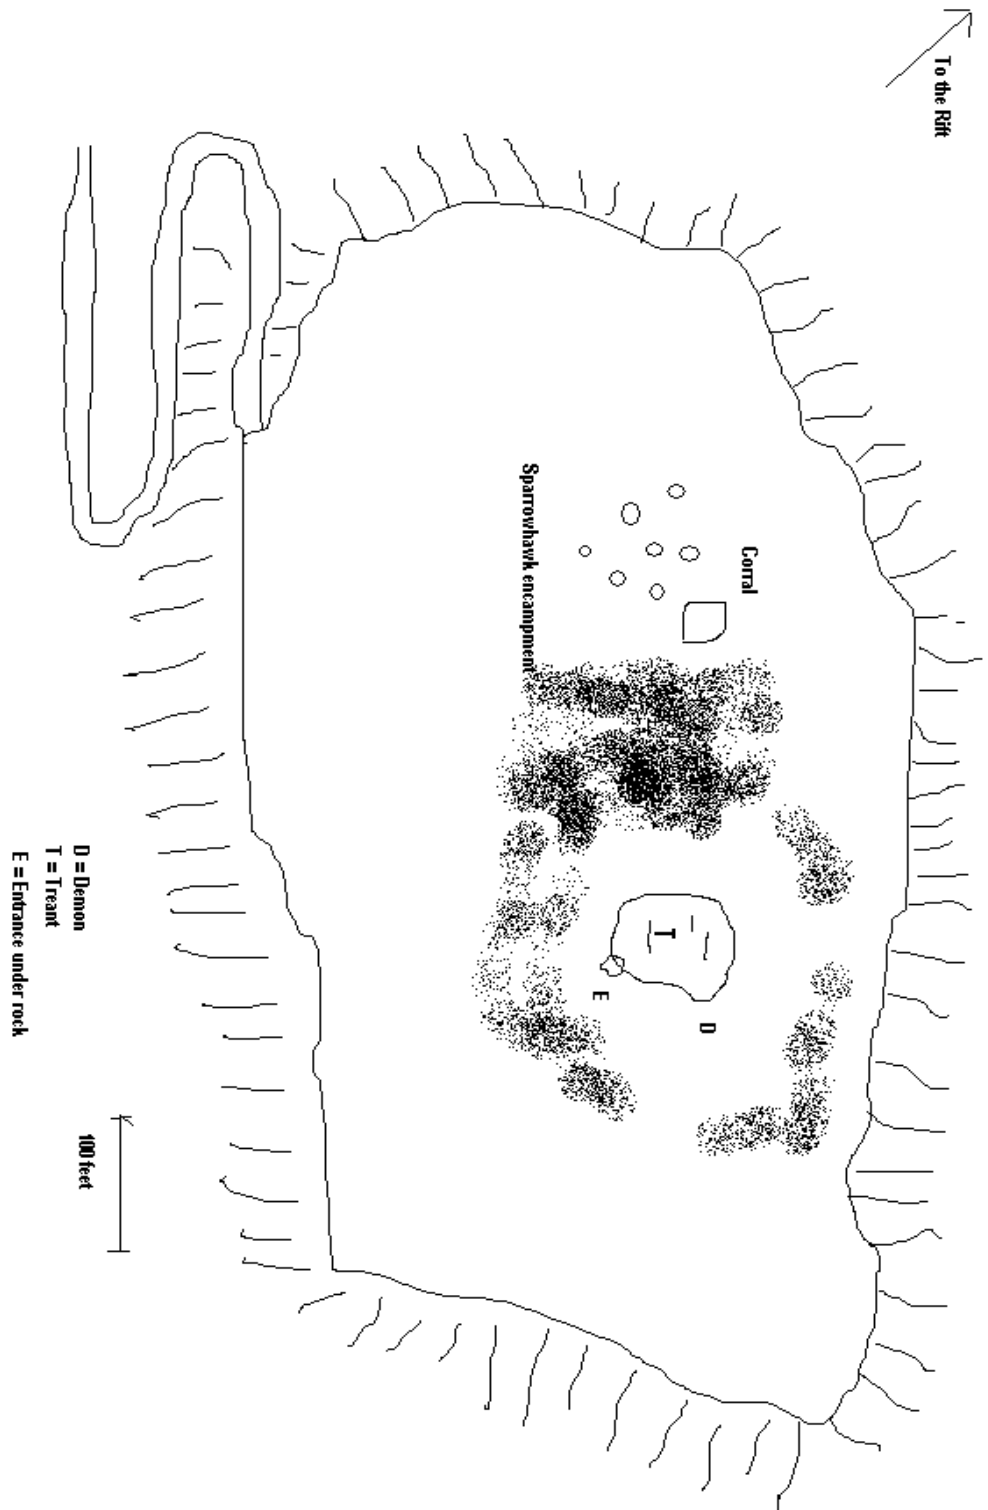 To the Rift
Corral
Sparrowhawk encampment
T
E
D
D = Demon
T = Treant
E = Entrance under rock
100 feet